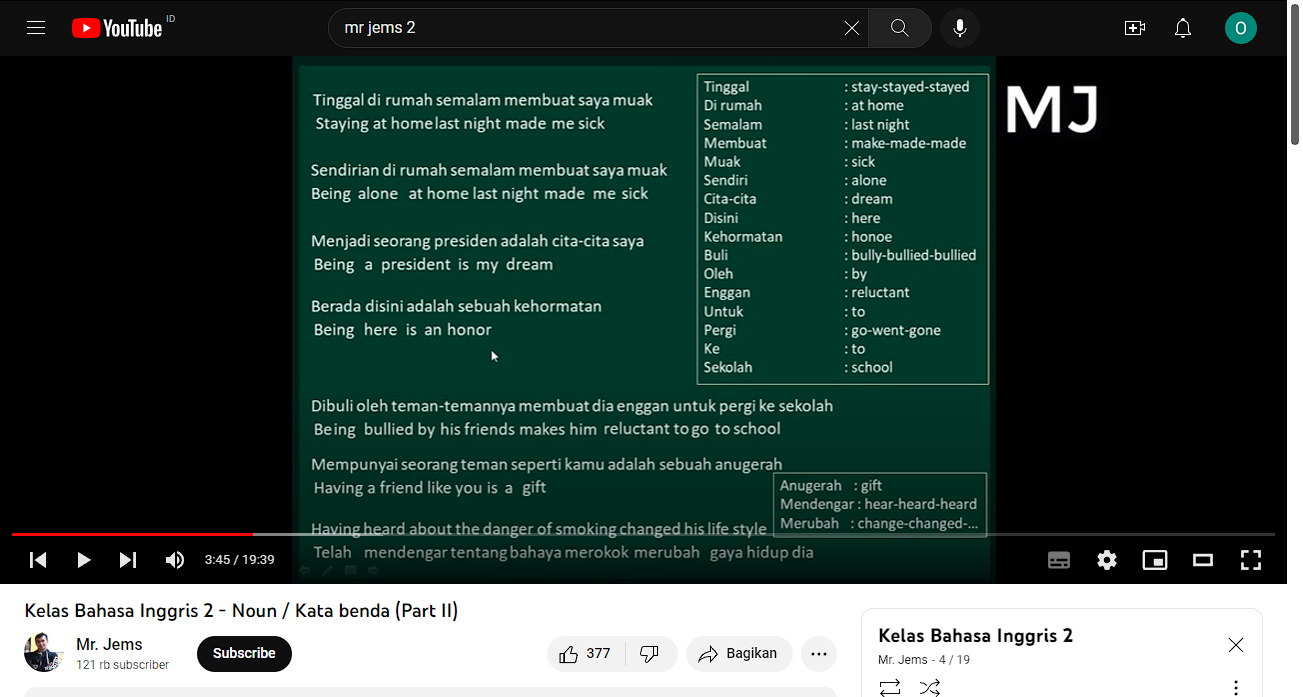 YouTube ID
mr jems 2
O
MJ
Tinggal di rumah semalam membuat saya muak
Staying at home last night made me sick
Sendirian di rumah semalam membuat saya muak
Being alone at home last night made me sick
Menjadi seorang presiden adalah cita-cita saya
Being a president is my dream
Berada disini adalah sebuah kehormatan
Being here is an honor
Tinggal : stay-stayed-stayed
Di rumah : at home
Semalam : last night
Membuat : make-made-made
Muak : sick
Sendiri : alone
Cita-cita : dream
Disini : here
Kehormatan : honoe
Buli : bully-bullied-bullied
Oleh : by
Enggan : reluctant
Untuk : to
Pergi : go-went-gone
Ke : to
Sekolah : school
Dibuli oleh teman-temannya membuat dia enggan untuk pergi ke sekolah
Being bullied by his friends makes him reluctant to go to school
Mempunyai seorang teman seperti kamu adalah sebuah anugerah
Having a friend like you is a gift
Anugerah : gift
Mendengar : hear-heard-heard
Merubah : change-changed-...
Having heard about the danger of smoking changed his life style
Telah mendengar tentang bahaya merokok merubah gaya hidup dia
3:45 / 19:39
Kelas Bahasa Inggris 2 - Noun / Kata benda (Part II)
Mr. Jems
121 rb subscriber
Subscribe
377
Bagikan
Kelas Bahasa Inggris 2
Mr. Jems - 4 / 19